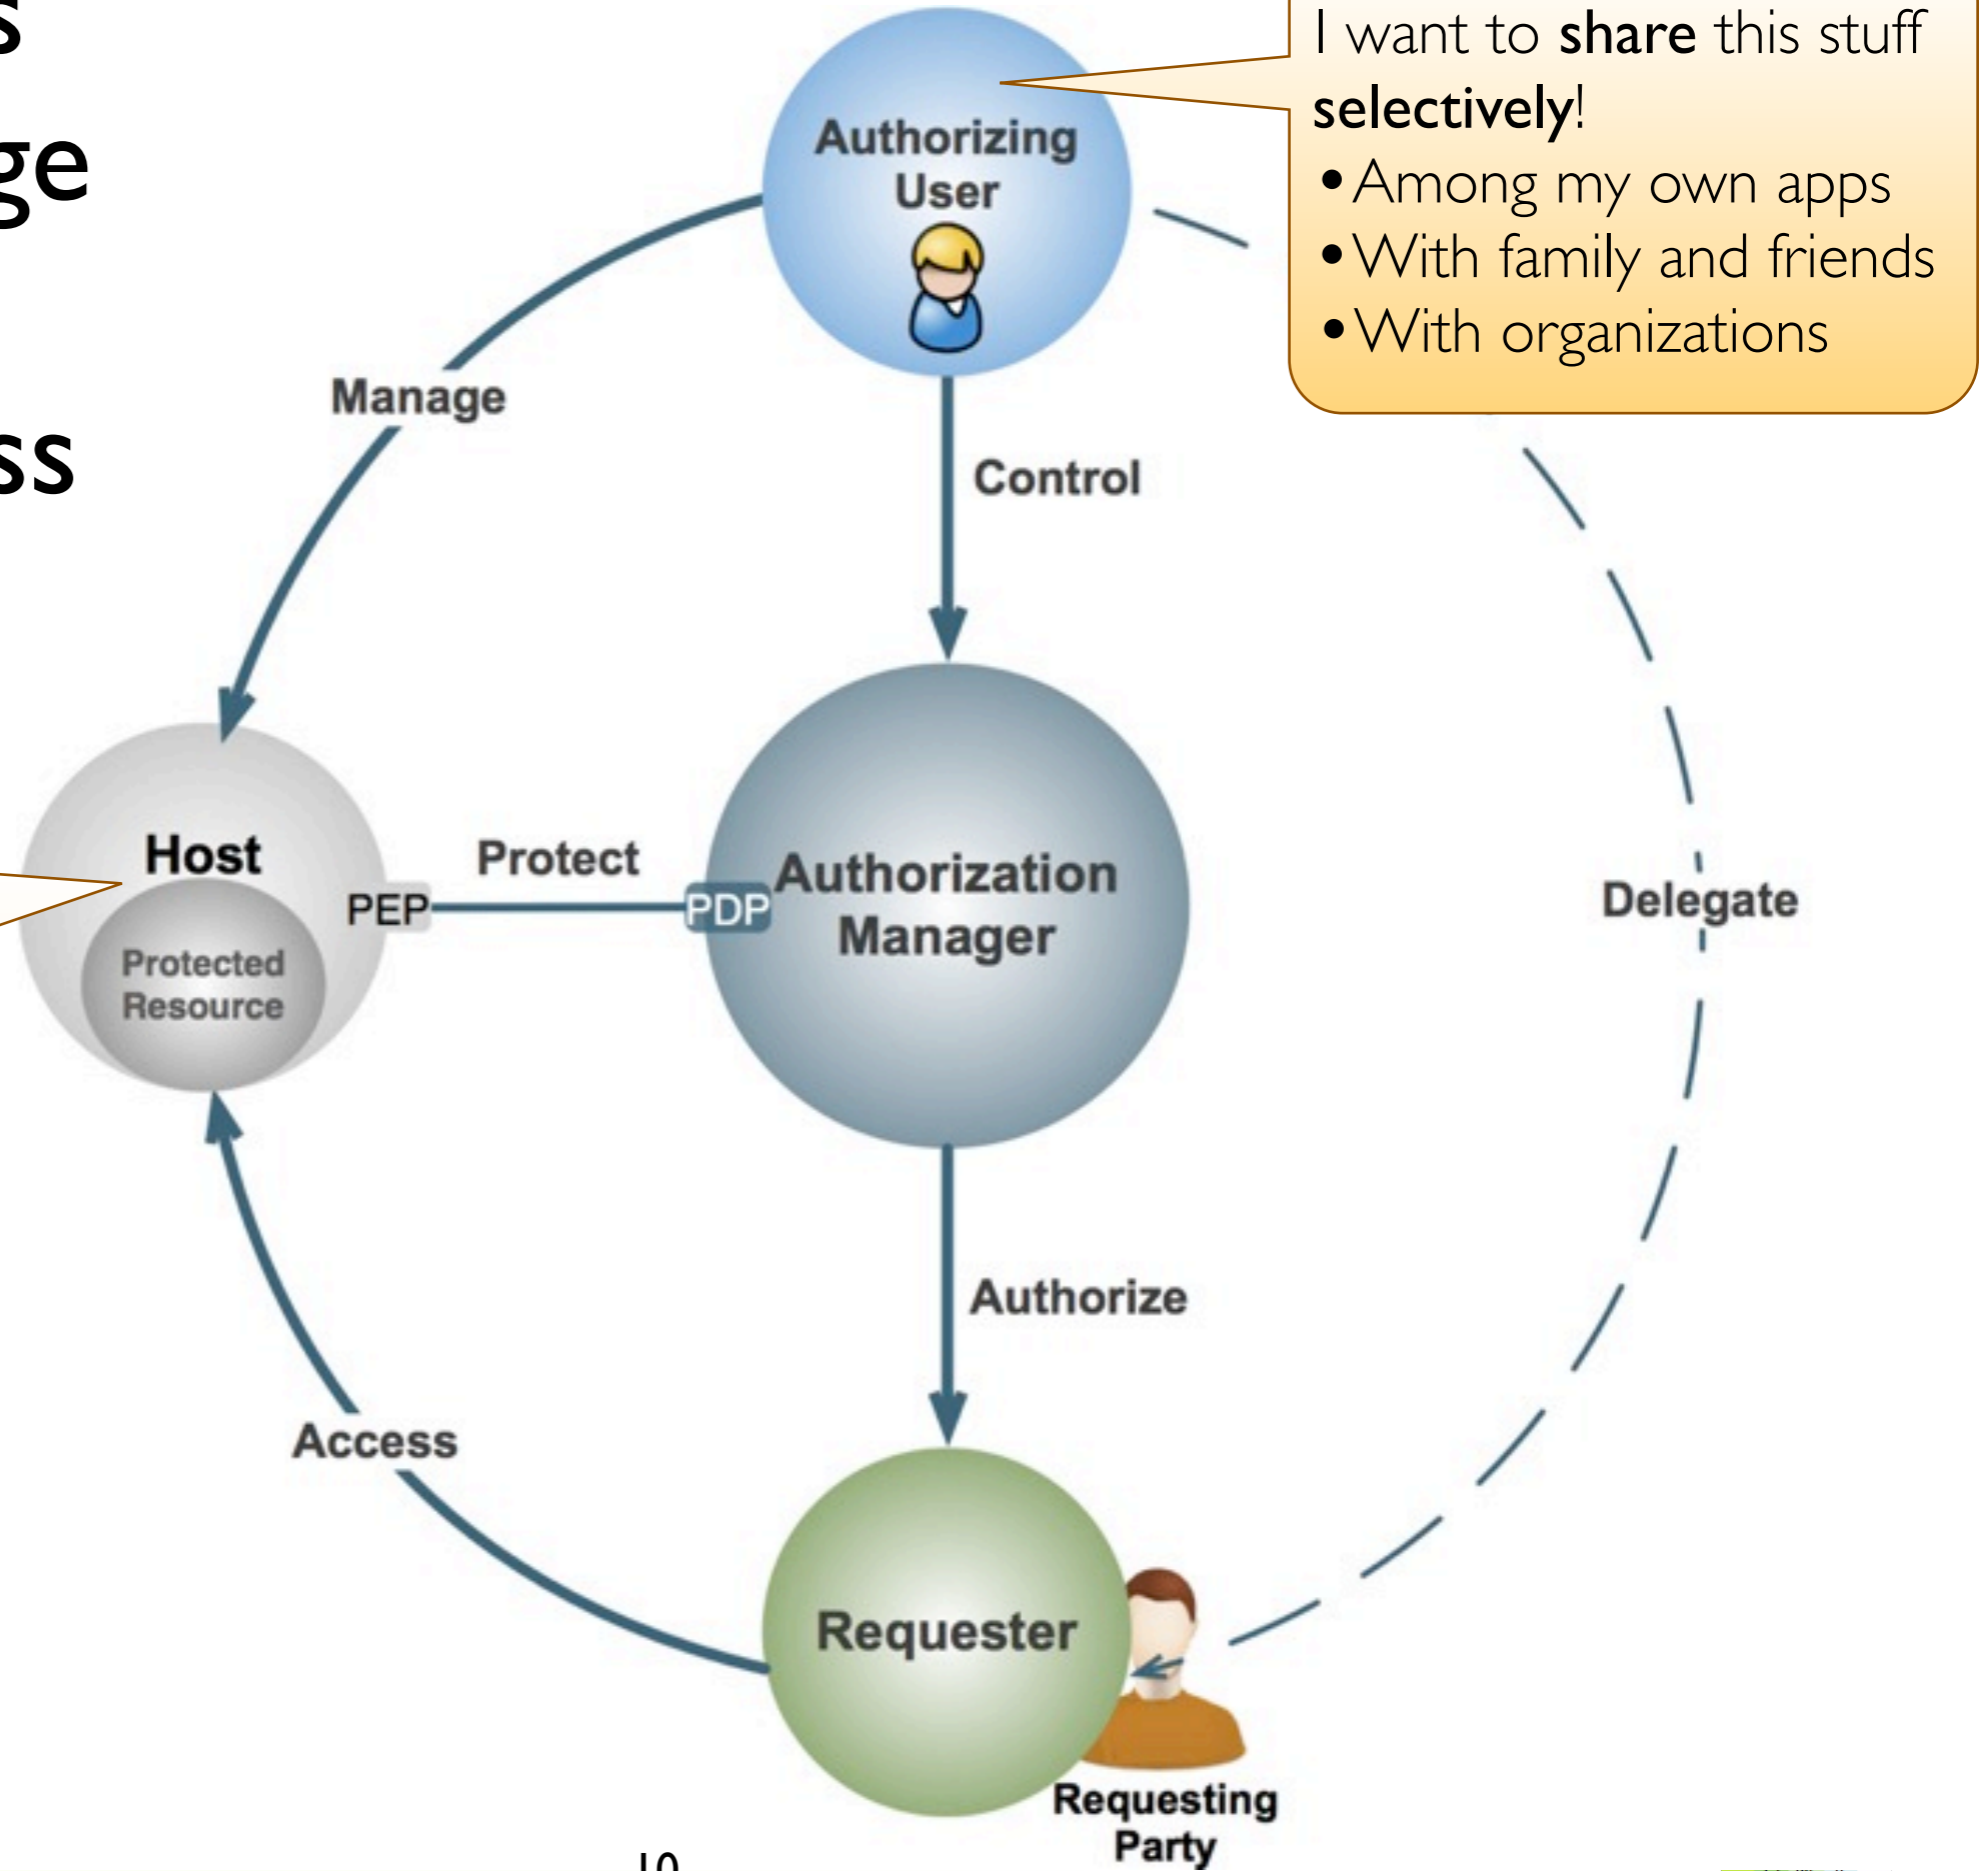 s
ge
ss
I want to share this stuff
selectively!
•Among my own apps
•With family and friends
•With organizations
Authorizing
User
Manage
Control
Host
Protected
Resource
PEP
Protect
PDP
Authorization
Manager
Delegate
Authorize
Access
Requester
Requesting
Party
10